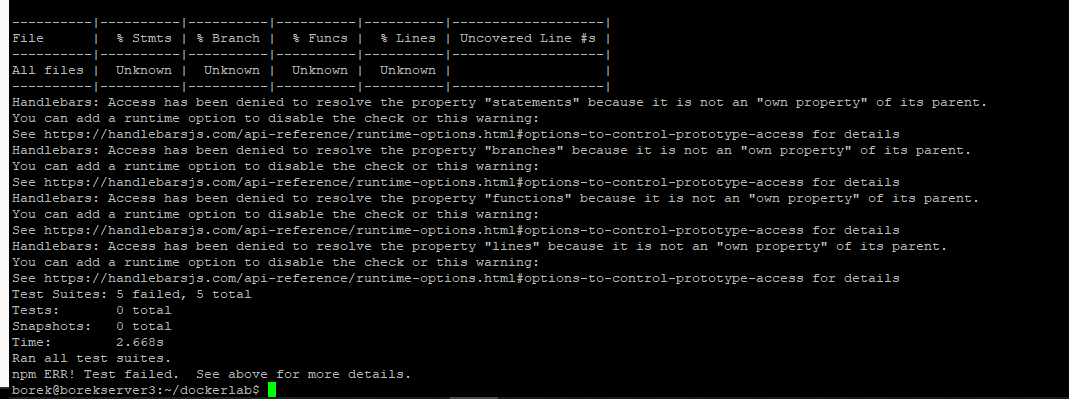 ----------|----------|----------|----------|----------|-------------------|
File      |  % Stmts | % Branch |  % Funcs |  % Lines | Uncovered Line #s |
----------|----------|----------|----------|----------|-------------------|
All files |  Unknown |  Unknown |  Unknown |  Unknown |                   |
----------|----------|----------|----------|----------|-------------------|
Handlebars: Access has been denied to resolve the property "statements" because it is not an "own property" of its parent.
You can add a runtime option to disable the check or this warning:
See https://handlebarsjs.com/api-reference/runtime-options.html#options-to-control-prototype-access for details
Handlebars: Access has been denied to resolve the property "branches" because it is not an "own property" of its parent.
You can add a runtime option to disable the check or this warning:
See https://handlebarsjs.com/api-reference/runtime-options.html#options-to-control-prototype-access for details
Handlebars: Access has been denied to resolve the property "functions" because it is not an "own property" of its parent.
You can add a runtime option to disable the check or this warning:
See https://handlebarsjs.com/api-reference/runtime-options.html#options-to-control-prototype-access for details
Handlebars: Access has been denied to resolve the property "lines" because it is not an "own property" of its parent.
You can add a runtime option to disable the check or this warning:
See https://handlebarsjs.com/api-reference/runtime-options.html#options-to-control-prototype-access for details
Test Suites: 5 failed, 5 total
Tests:       0 total
Snapshots:   0 total
Time:        2.668s
Ran all test suites.
npm ERR! Test failed.  See above for more details.
borek@borekserver3:~/dockerlab$